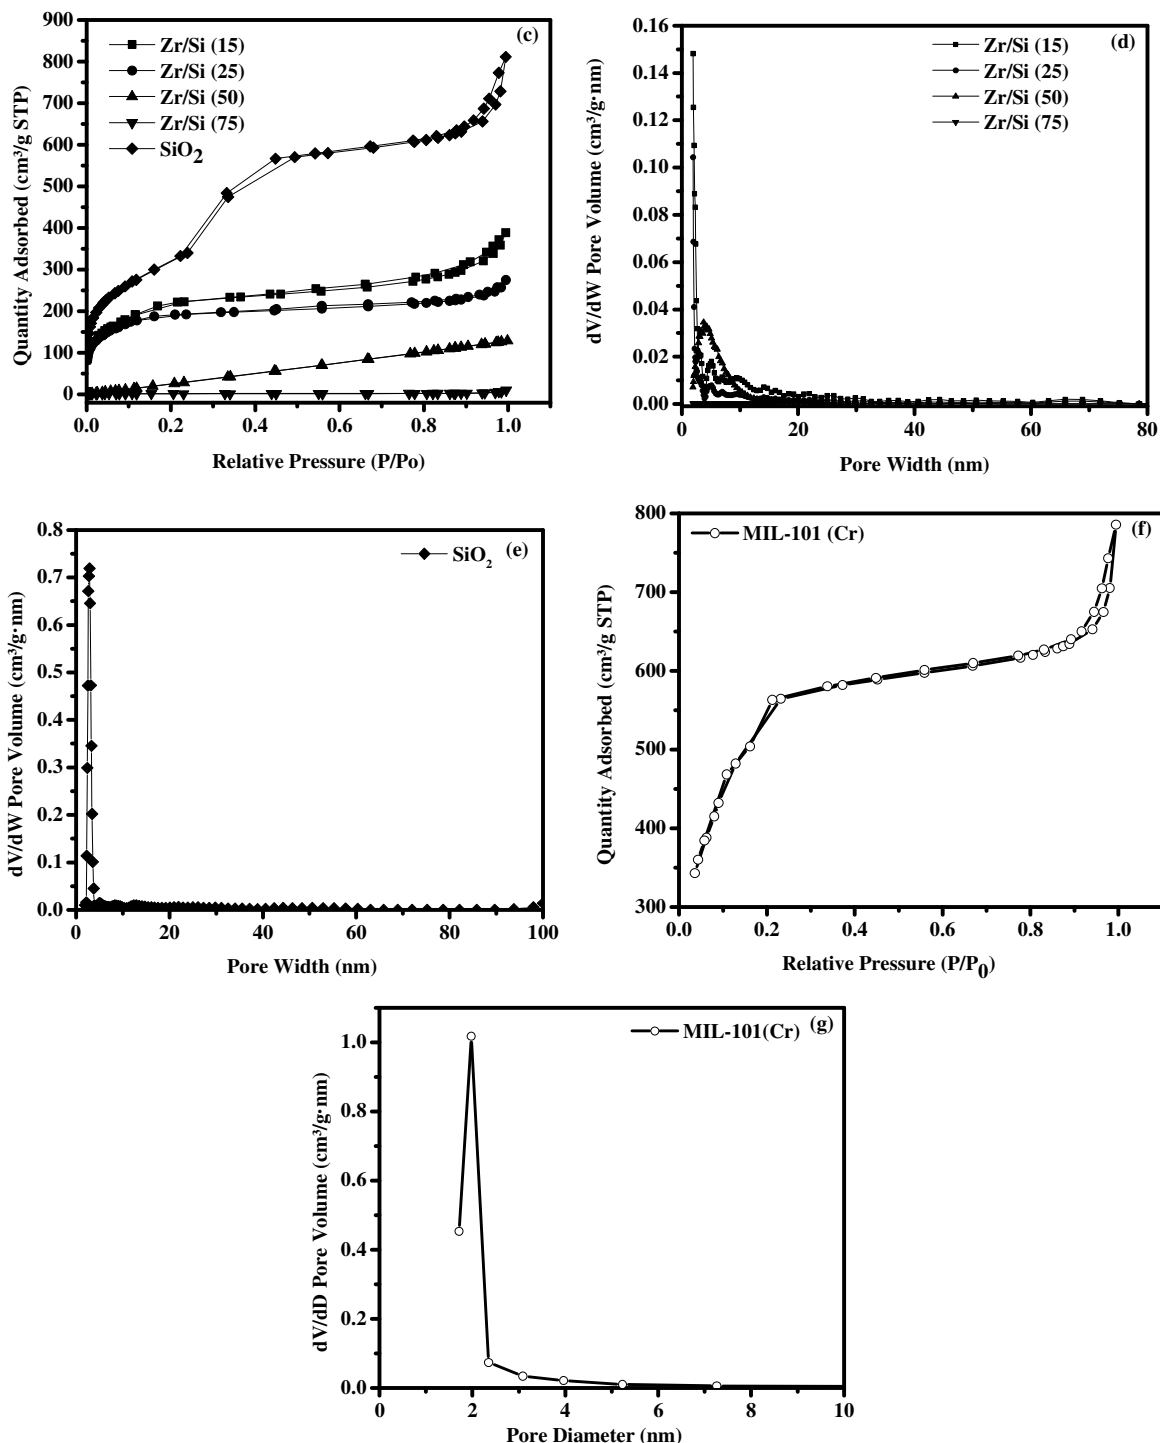 (c)
Zr/Si (15)
Zr/Si (25)
Zr/Si (50)
Zr/Si (75)
SiO₂
900
800
700
600
500
400
300
200
100
0
Quantity Adsorbed (cm³/g STP)
0.0 0.2 0.4 0.6 0.8 1.0
Relative Pressure (P/Po)
(d)
Zr/Si (15)
Zr/Si (25)
Zr/Si (50)
Zr/Si (75)
0.16
0.14
0.12
0.10
0.08
0.06
0.04
0.02
0.00
dV/dW Pore Volume (cm³/g·nm)
0 20 40 60 80
Pore Width (nm)
(e)
SiO₂
0.8
0.7
0.6
0.5
0.4
0.3
0.2
0.1
0.0
dV/dW Pore Volume (cm³/g·nm)
0 20 40 60 80 100
Pore Width (nm)
(f)
MIL-101 (Cr)
800
700
600
500
400
300
Quantity Adsorbed (cm³/g STP)
0.0 0.2 0.4 0.6 0.8 1.0
Relative Pressure (P/P₀)
(g)
MIL-101(Cr)
1.0
0.8
0.6
0.4
0.2
0.0
dV/dD Pore Volume (cm³/g·nm)
0 2 4 6 8 10
Pore Diameter (nm)